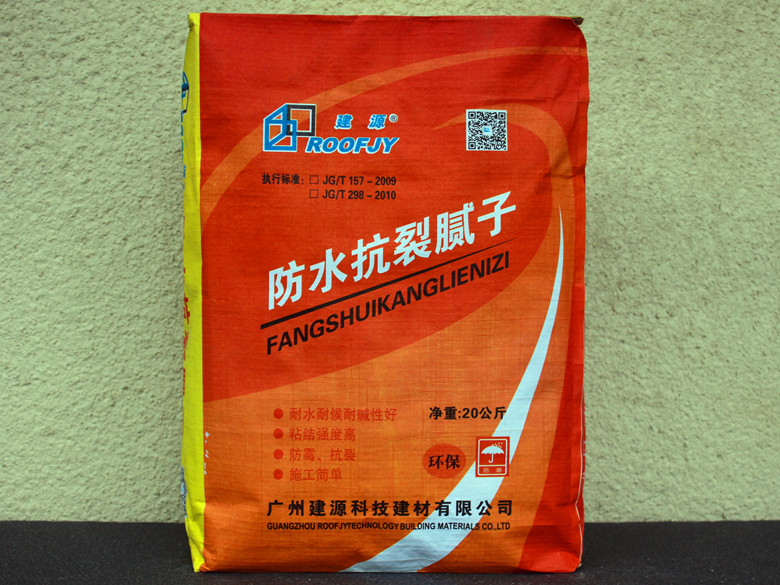 建源®
ROOFJY
执行标准：□ JG/T 157-2009
□ JG/T 298-2010
防水抗裂腻子
FANGSHUIKANGLIENIZI
● 耐水耐候耐碱性好
● 粘结强度高
● 防霉、抗裂
● 施工简单
净重:20公斤
环保
防潮
广州建源科技建材有限公司
GUANGZHOU ROOFJYTECHNOLOGY BUILDING MATERIALS CO.,LTD